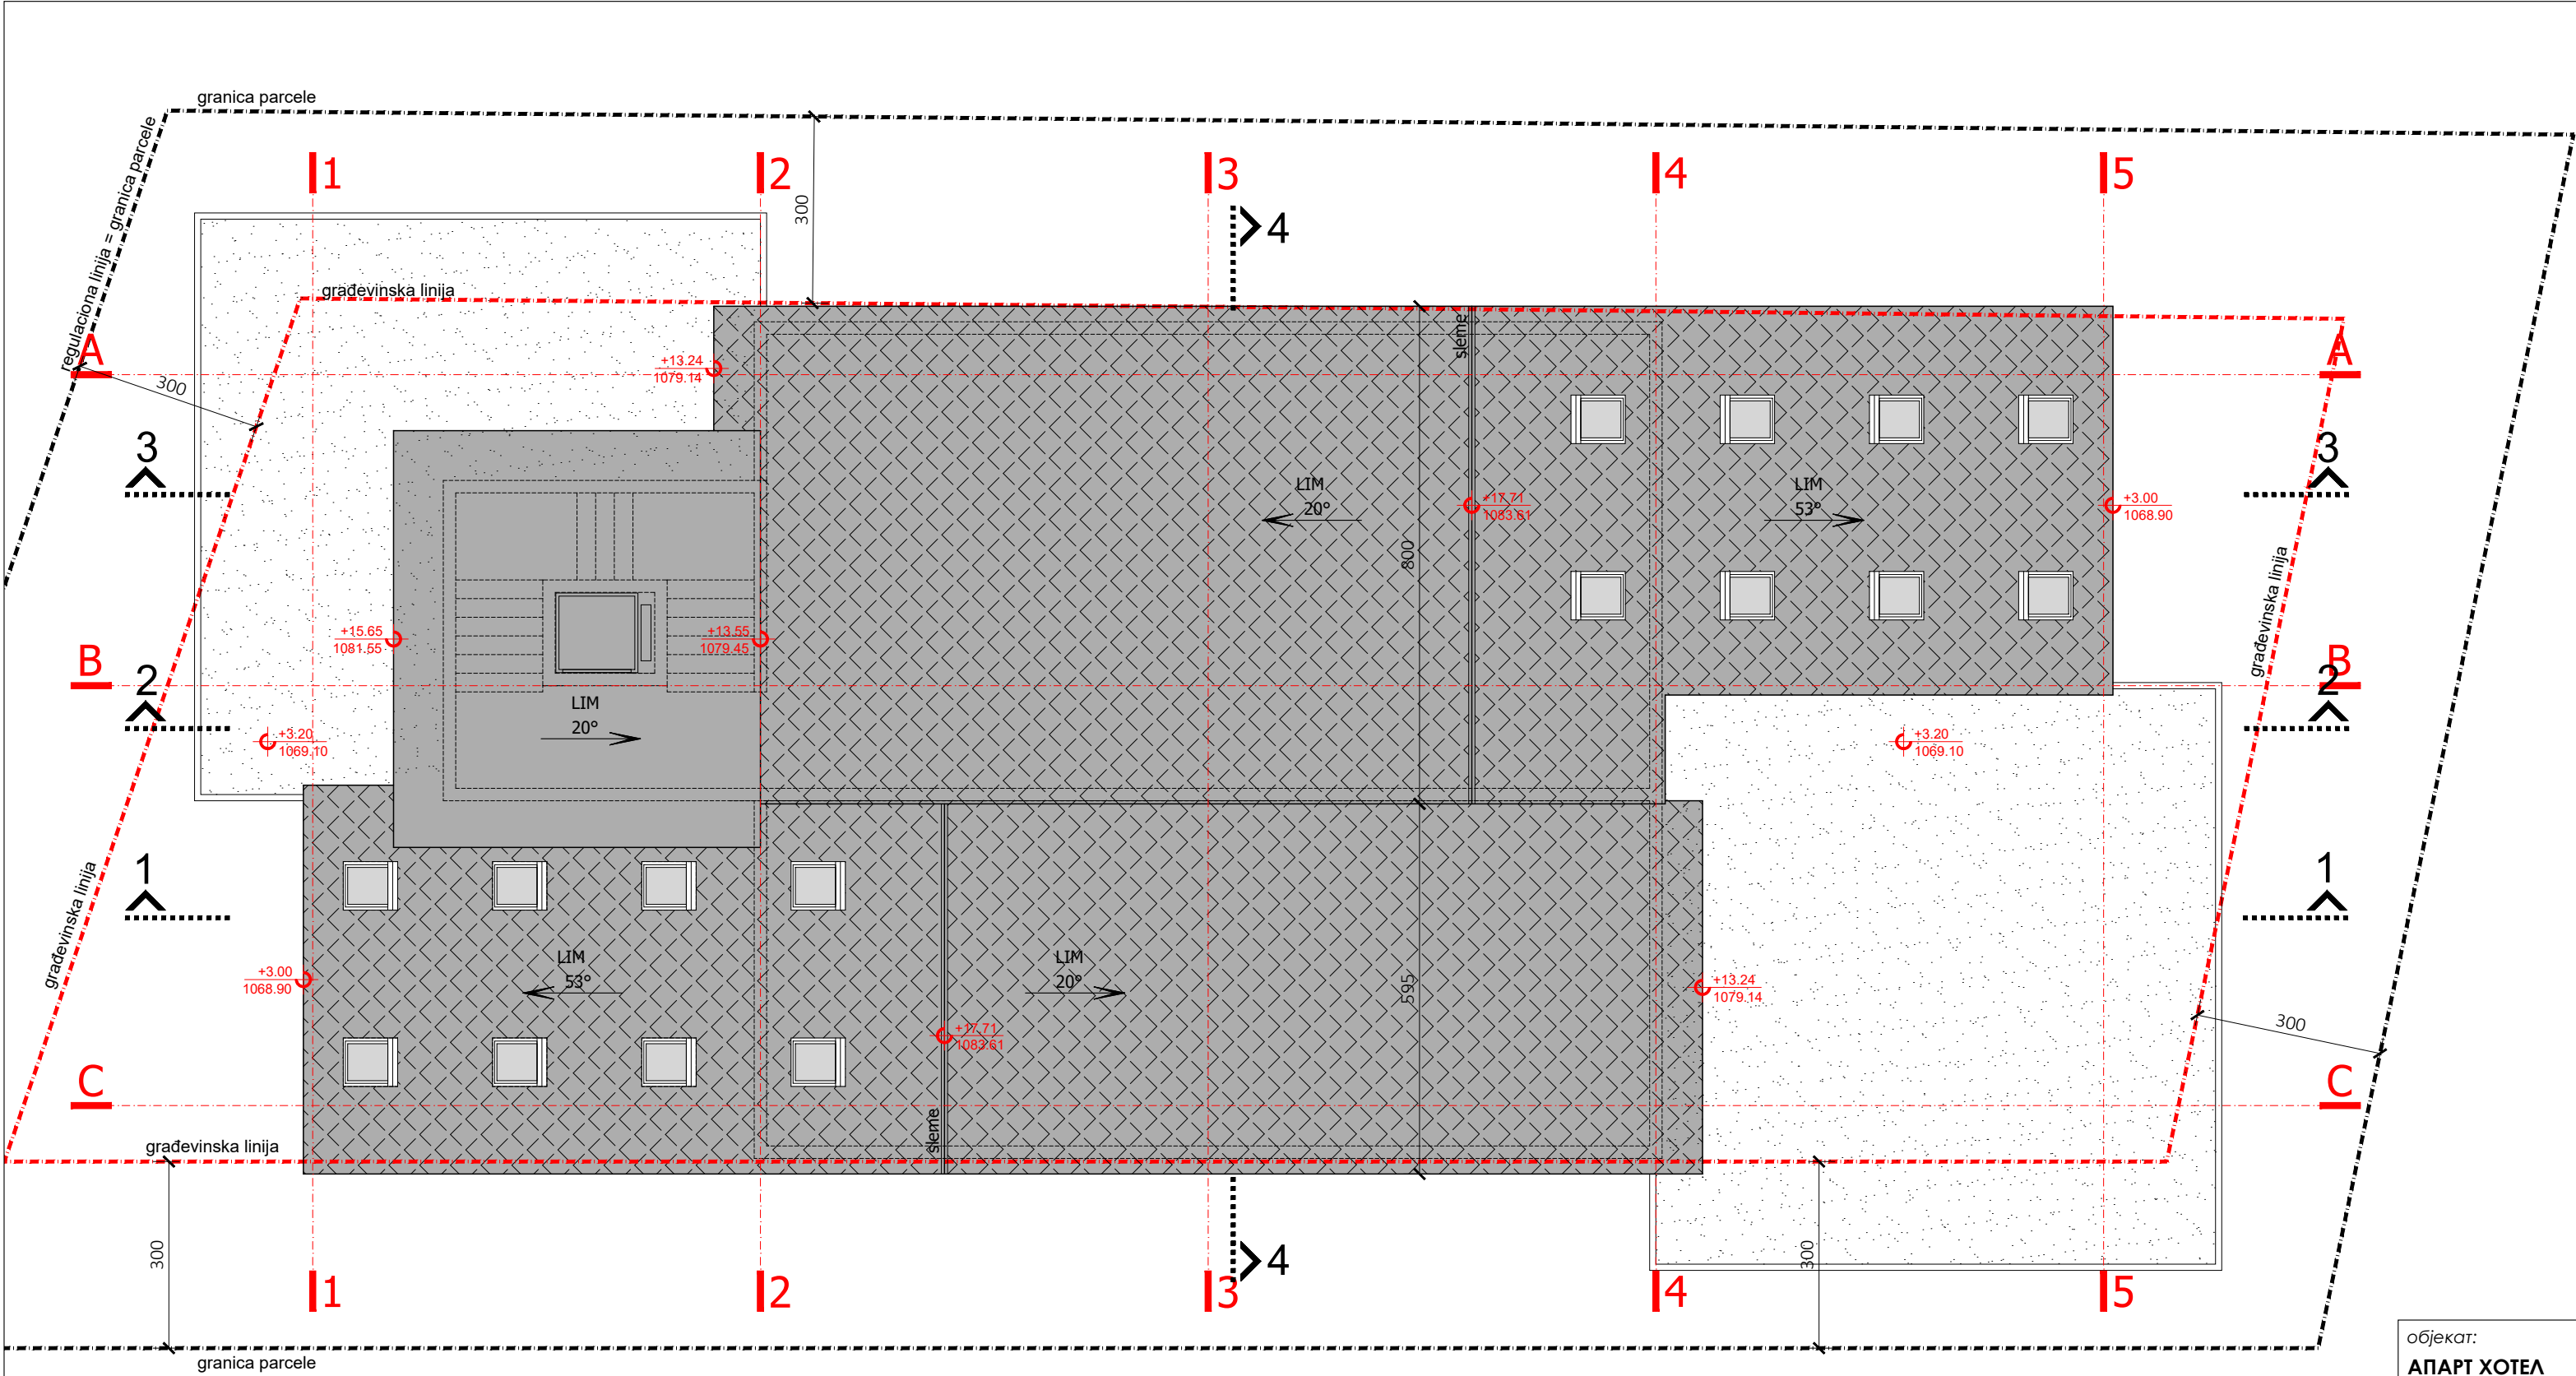 granica parcele
regulaciona linija = granica parcele
1
2
3
4
5
4
300
građevinska linija
sleme
A
A
+13.24
1079.14
300
3
3
LIM
20°
+17.71
1083.61
LIM
53°
+3.00
1068.90
800
građevinska linija
+15.65
1081.55
+13.55
1079.45
B
B
2
2
LIM
20°
+3.20
1069.10
+3.20
1069.10
1
1
građevinska linija
LIM
53°
LIM
20°
+3.00
1068.90
595
+13.24
1079.14
+17.71
1083.61
300
C
C
sleme
građevinska linija
300
300
4
1
2
3
4
5
објекат:
АПАРТ ХОТЕЛ
granica parcele